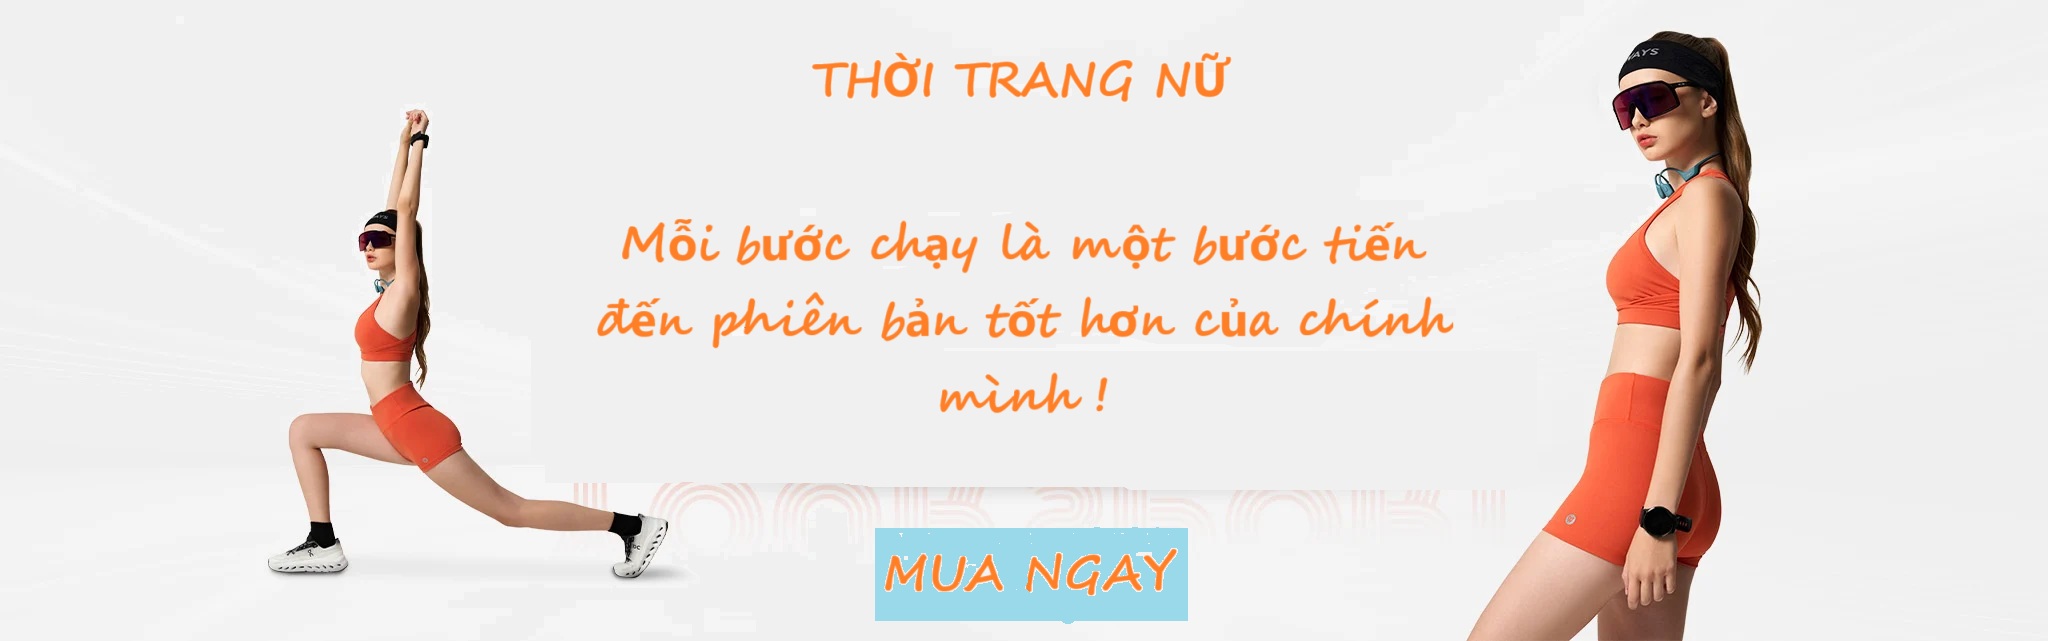 THỜI TRANG NỮ
WAYS
Mỗi bước chạy là một bước tiến
đến phiên bản tốt hơn của chính
mình !
MUA NGAY